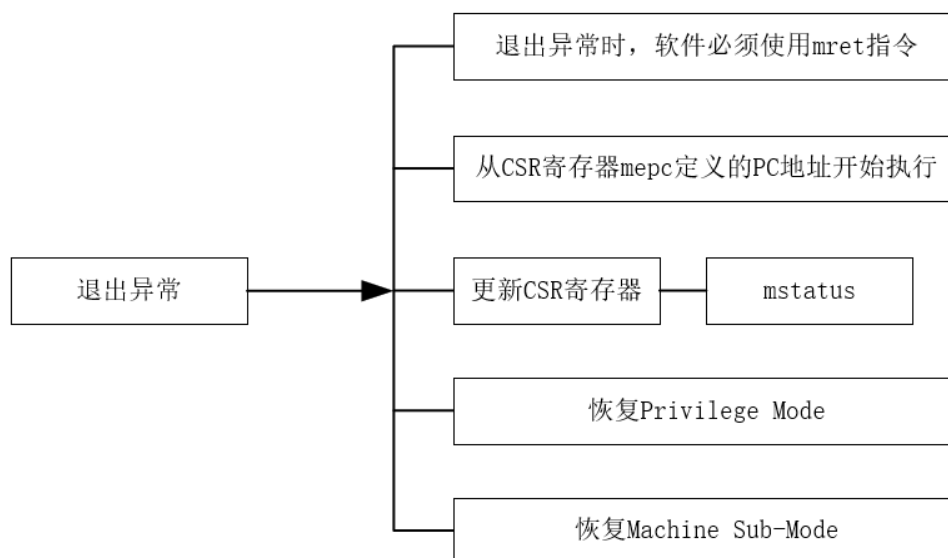 退出异常时，软件必须使用mret指令
从CSR寄存器mepc定义的PC地址开始执行
退出异常
更新CSR寄存器
mstatus
恢复Privilege Mode
恢复Machine Sub-Mode